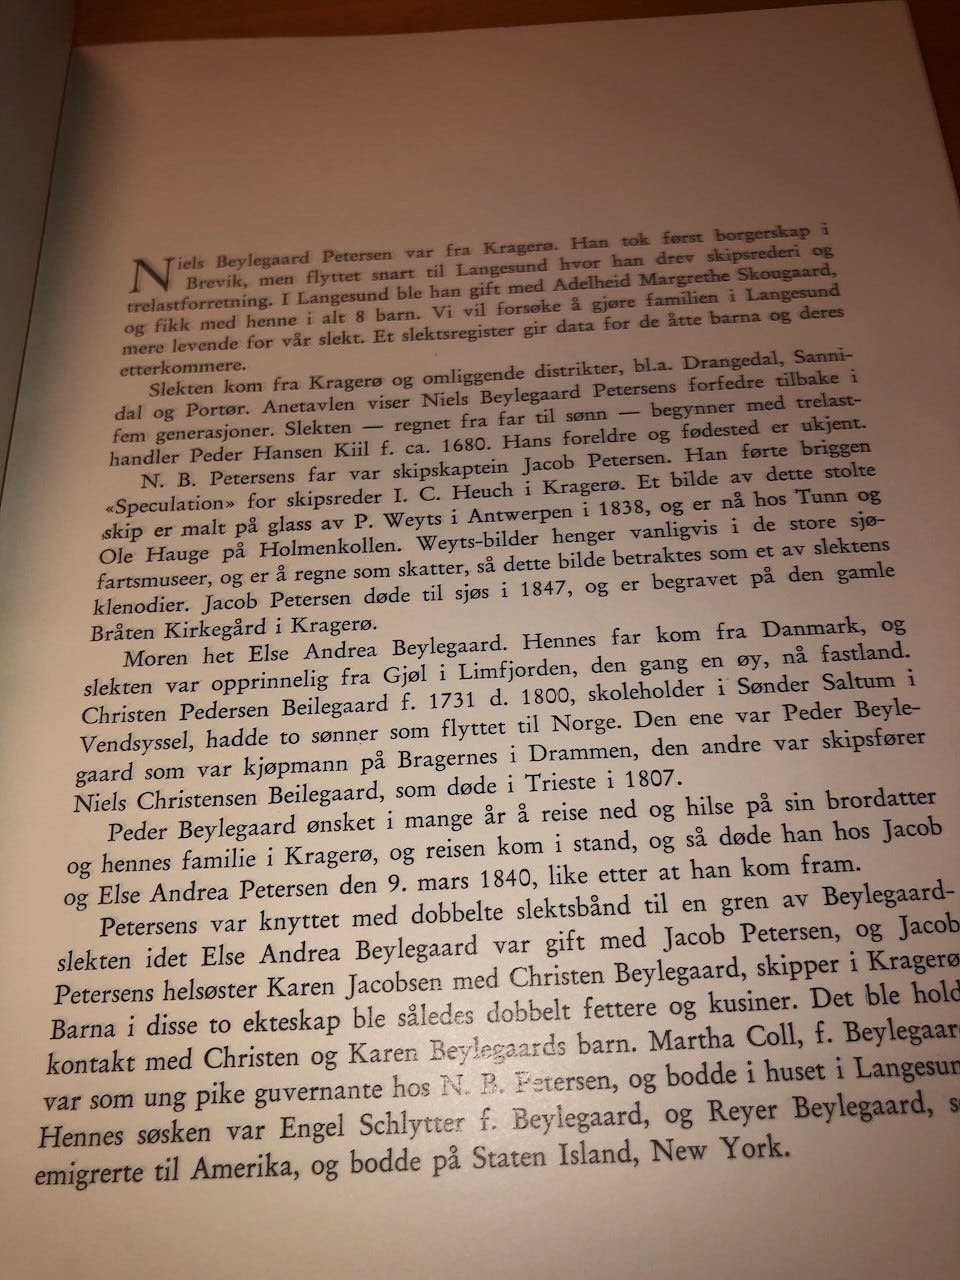 Niels Beylegaard Petersen var fra Kragerø. Han tok først borgerskap i
Brevik, men flyttet snart til Langesund hvor han drev skipsrederi og
trelastforretning. I Langesund ble han gift med Adelheid Margrethe Skougaard,
og fikk med henne i alt 8 barn. Vi vil forsøke å gjøre familien i Langesund
mere levende for vår slekt. Et slektsregister gir data for de åtte barna og deres
etterkommere.
Slekten kom fra Kragerø og omliggende distrikter, bl.a. Drangedal, Sanni-
dal og Portør. Anetavlen viser Niels Beylegaard Petersens forfedre tilbake i
fem generasjoner. Slekten — regnet fra far til sønn — begynner med trelast-
handler Peder Hansen Kiil f. ca. 1680. Hans foreldre og fødested er ukjent.
N. B. Petersens far var skipskaptein Jacob Petersen. Han førte briggen
«Speculation» for skipsreder I. C. Heuch i Kragerø. Et bilde av dette stolte
skip er malt på glass av P. Weyts i Antwerpen i 1838, og er nå hos Tunn og
Ole Hauge på Holmenkollen. Weyts-bilder henger vanligvis i de store sjø-
fartsmuseer, og er å regne som skatter, så dette bilde betraktes som et av slektens
klenodier. Jacob Petersen døde til sjøs i 1847, og er begravet på den gamle
Bråten Kirkegård i Kragerø.
Moren het Else Andrea Beylegaard. Hennes far kom fra Danmark, og
slekten var opprinnelig fra Gjøl i Limfjorden, den gang en øy, nå fastland.
Christen Pedersen Beilegaard f. 1731 d. 1800, skoleholder i Sønder Saltum i
Vendsyssel, hadde to sønner som flyttet til Norge. Den ene var Peder Beyle-
gaard som var kjøpmann på Bragernes i Drammen, den andre var skipsfører
Niels Christensen Beilegaard, som døde i Trieste i 1807.
Peder Beylegaard ønsket i mange år å reise ned og hilse på sin brordatter
og hennes familie i Kragerø, og reisen kom i stand, og så døde han hos Jacob
og Else Andrea Petersen den 9. mars 1840, like etter at han kom fram.
Petersens var knyttet med dobbelte slektsbånd til en gren av Beylegaard-
slekten idet Else Andrea Beylegaard var gift med Jacob Petersen, og Jacob
Petersens helsøster Karen Jacobsen med Christen Beylegaard, skipper i Kragerø
Barna i disse to ekteskap ble således dobbelt fettere og kusiner. Det ble hold
kontakt med Christen og Karen Beylegaards barn. Martha Coll, f. Beylegaar
var som ung pike guvernante hos N. B. Petersen, og bodde i huset i Langesun
Hennes søsken var Engel Schlytter f. Beylegaard, og Reyer Beylegaard, s
emigrerte til Amerika, og bodde på Staten Island, New York.